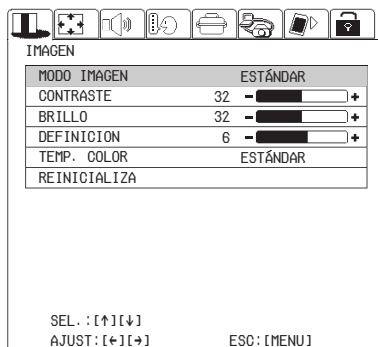 IMAGEN
MODO IMAGEN ESTÁNDAR
CONTRASTE 32 - +
BRILLO 32 - +
DEFINICION 6 - +
TEMP. COLOR ESTÁNDAR
REINICIALIZA
SEL.:[↑][↓]
AJUST:[←][→] ESC:[MENU]